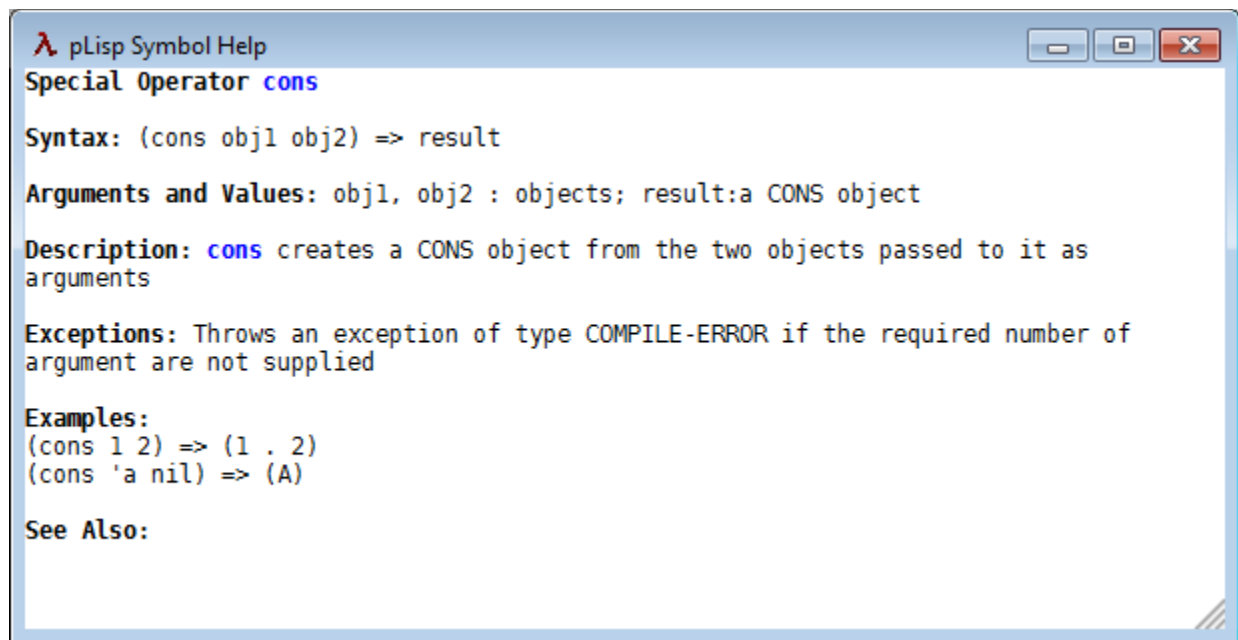 λ pLisp Symbol Help
Special Operator cons
Syntax: (cons obj1 obj2) => result
Arguments and Values: obj1, obj2 : objects; result:a CONS object
Description: cons creates a CONS object from the two objects passed to it as
arguments
Exceptions: Throws an exception of type COMPILE-ERROR if the required number of
argument are not supplied
Examples:
(cons 1 2) => (1 . 2)
(cons 'a nil) => (A)
See Also: